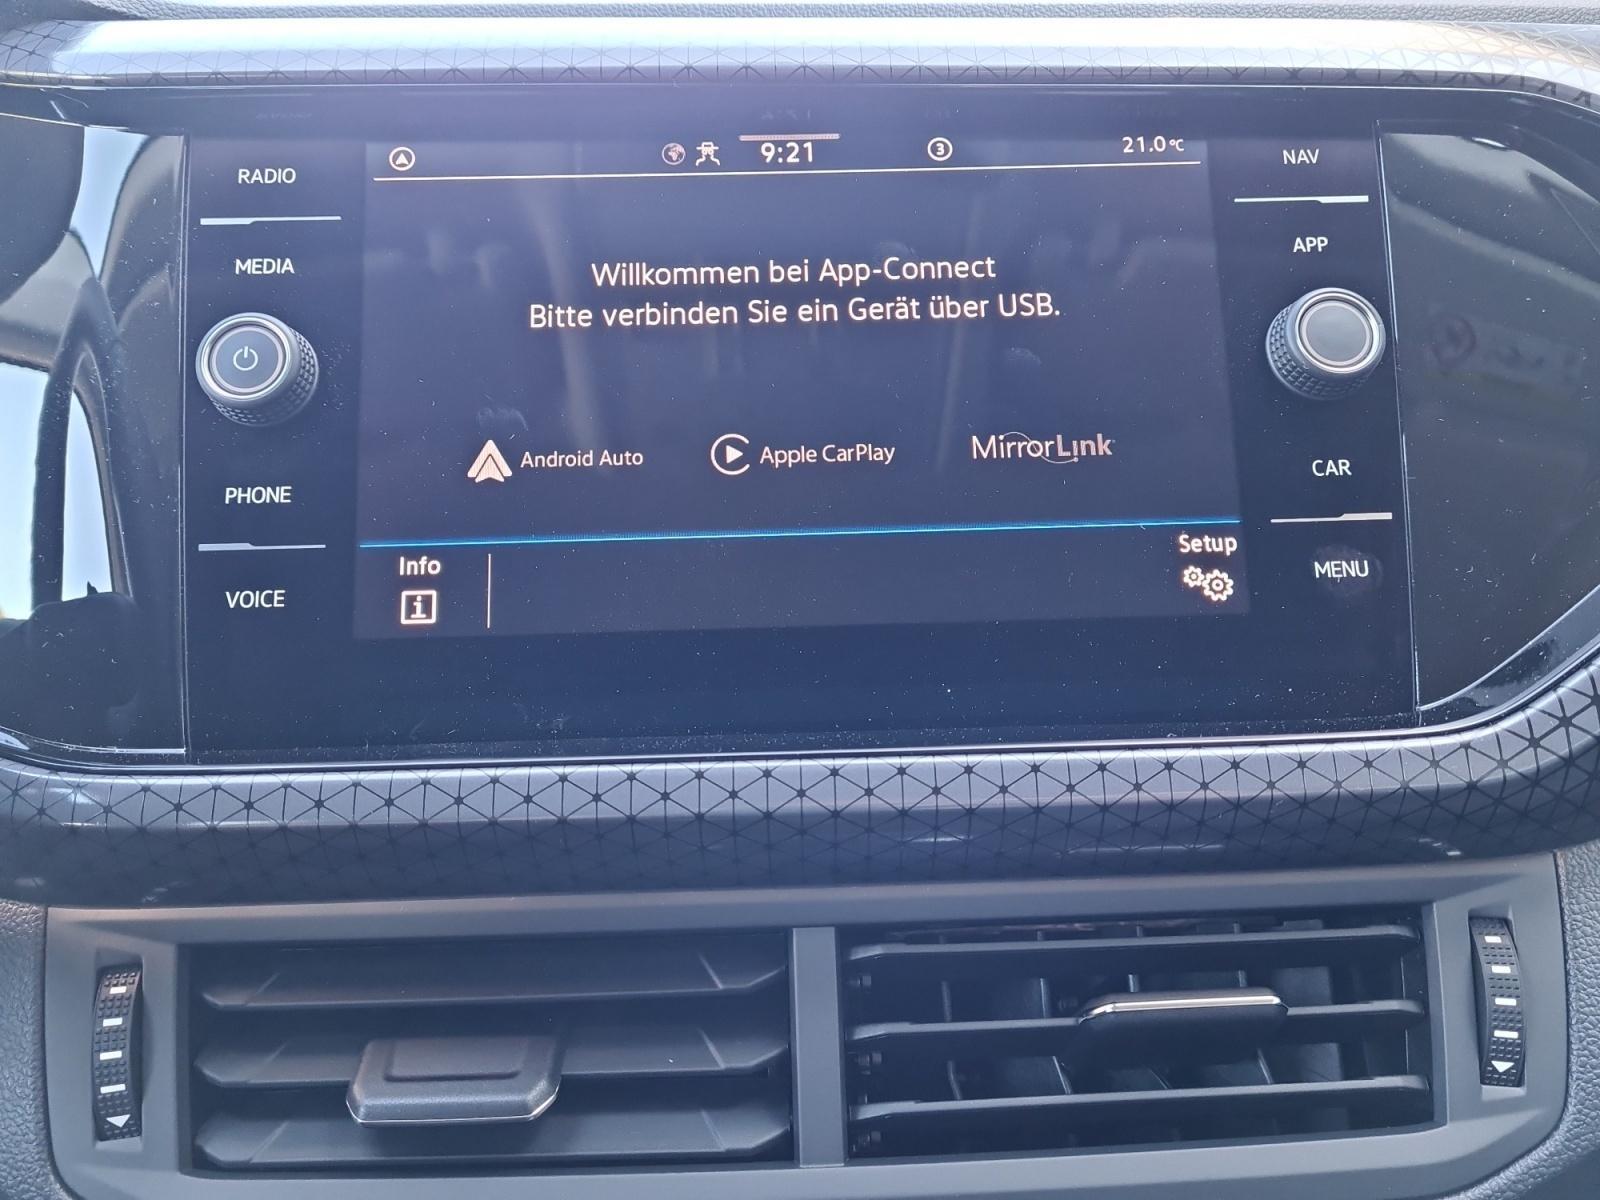 RADIO
MEDIA
PHONE
VOICE
9:21
3
21.0°C
Willkommen bei App-Connect
Bitte verbinden Sie ein Gerät über USB.
Android Auto
Apple CarPlay
MirrorLink
Info
i
Setup
NAV
APP
CAR
MENU